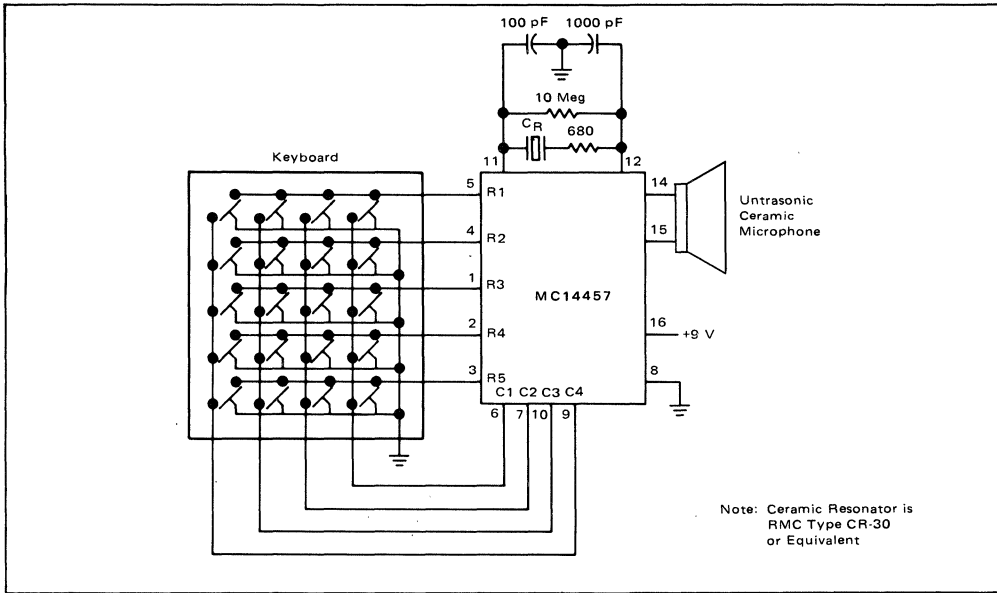 100 pF 1000 pF
10 Meg
CR 680
11 12
Keyboard
5 R1
4 R2
1 R3
2 R4
3 R5
MC14457
14
15
Untrasonic
Ceramic
Microphone
16 +9 V
8
C1 C2 C3 C4
6 7 10 9
Note: Ceramic Resonator is
RMC Type CR-30
or Equivalent